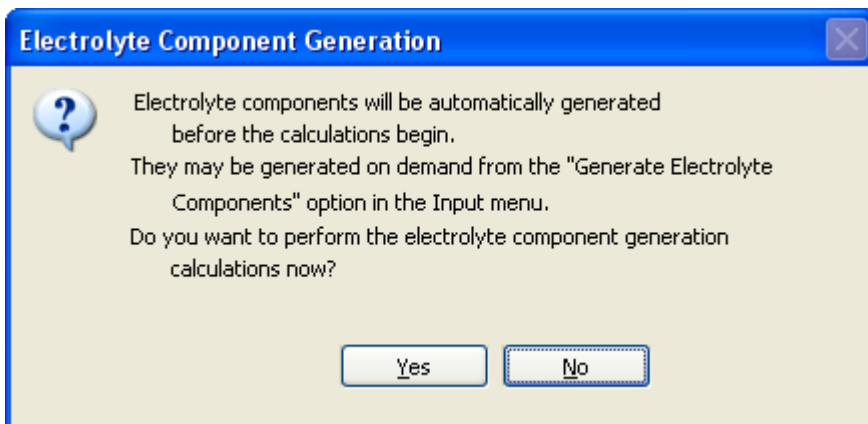 Electrolyte Component Generation
Electrolyte components will be automatically generated
before the calculations begin.
They may be generated on demand from the "Generate Electrolyte
Components" option in the Input menu.
Do you want to perform the electrolyte component generation
calculations now?
Yes No